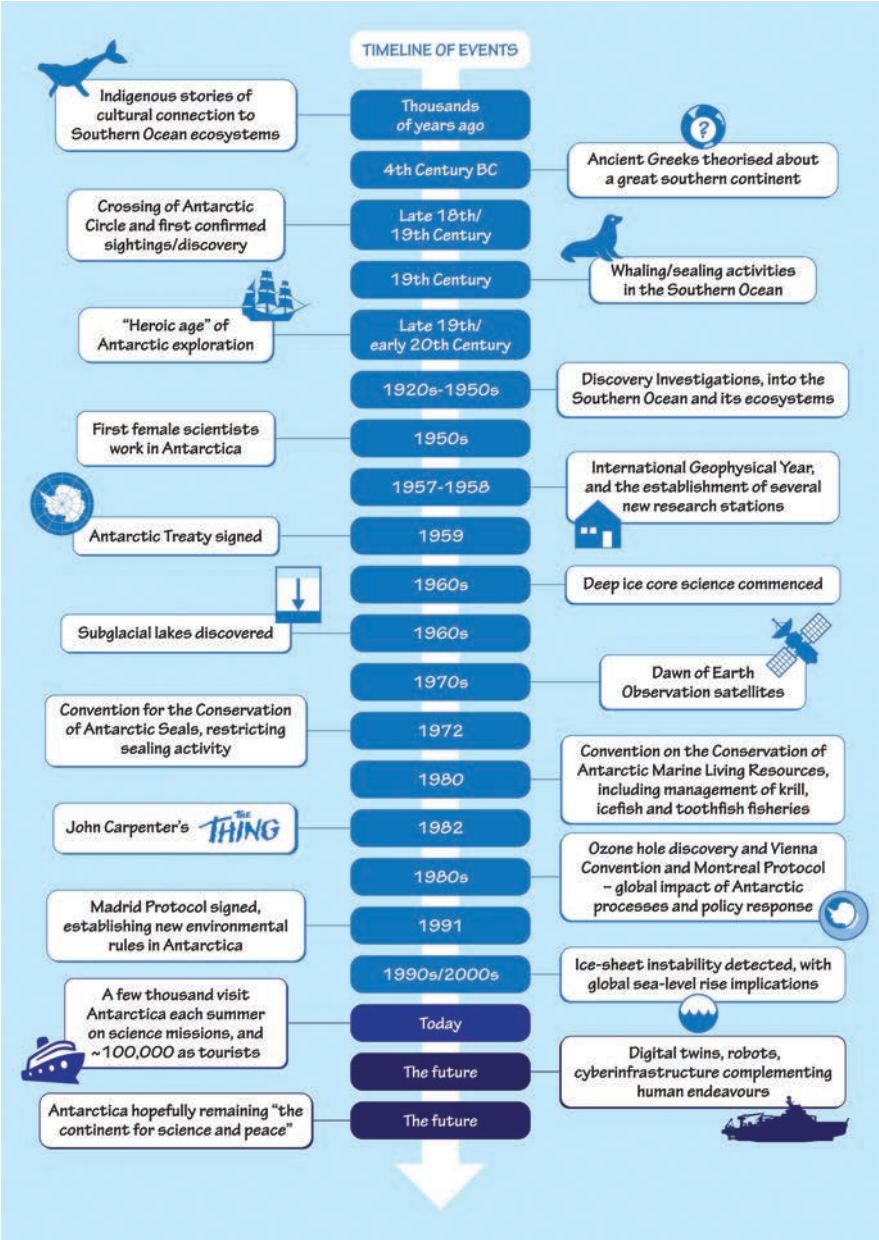 TIMELINE OF EVENTS
Indigenous stories of
cultural connection to
Southern Ocean ecosystems
Thousands
of years ago
4th Century BC
?
Ancient Greeks theorised about
a great southern continent
Crossing of Antarctic
Circle and first confirmed
sightings/discovery
Late 18th/
19th Century
19th Century
Whaling/sealing activities
in the Southern Ocean
"Heroic age" of
Antarctic exploration
Late 19th/
early 20th Century
1920s-1950s
Discovery Investigations, into the
Southern Ocean and its ecosystems
First female scientists
work in Antarctica
1950s
1957-1958
International Geophysical Year,
and the establishment of several
new research stations
Antarctic Treaty signed
1959
1960s
Deep ice core science commenced
Subglacial lakes discovered
1960s
1970s
Dawn of Earth
Observation satellites
Convention for the Conservation
of Antarctic Seals, restricting
sealing activity
1972
1980
Convention on the Conservation of
Antarctic Marine Living Resources,
including management of krill,
icefish and toothfish fisheries
John Carpenter's THE THING
1982
1980s
Ozone hole discovery and Vienna
Convention and Montreal Protocol
– global impact of Antarctic
processes and policy response
Madrid Protocol signed,
establishing new environmental
rules in Antarctica
1991
1990s/2000s
Ice-sheet instability detected, with
global sea-level rise implications
A few thousand visit
Antarctica each summer
on science missions, and
~100,000 as tourists
Today
The future
Digital twins, robots,
cyberinfrastructure complementing
human endeavours
Antarctica hopefully remaining "the
continent for science and peace"
The future